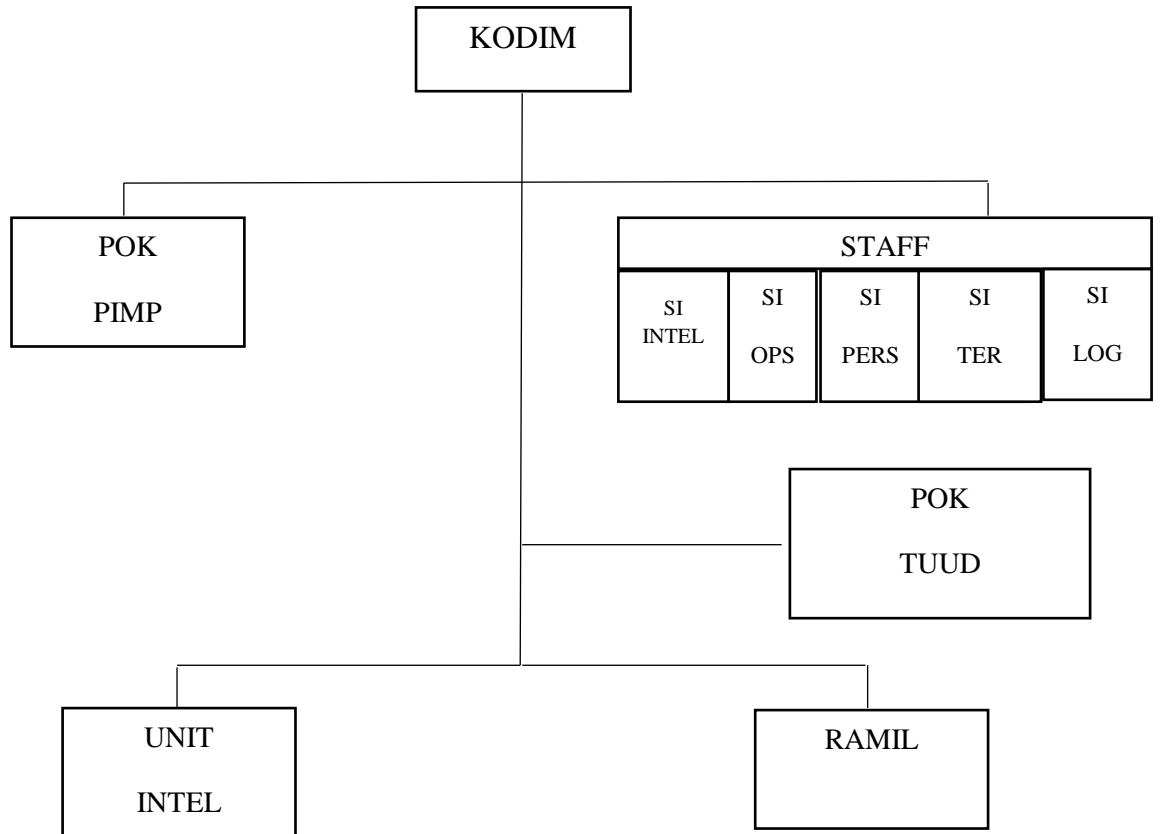 KODIM
POK
PIMP
STAFF
SI
INTEL
SI
OPS
SI
PERS
SI
TER
SI
LOG
POK
TUUD
UNIT
INTEL
RAMIL